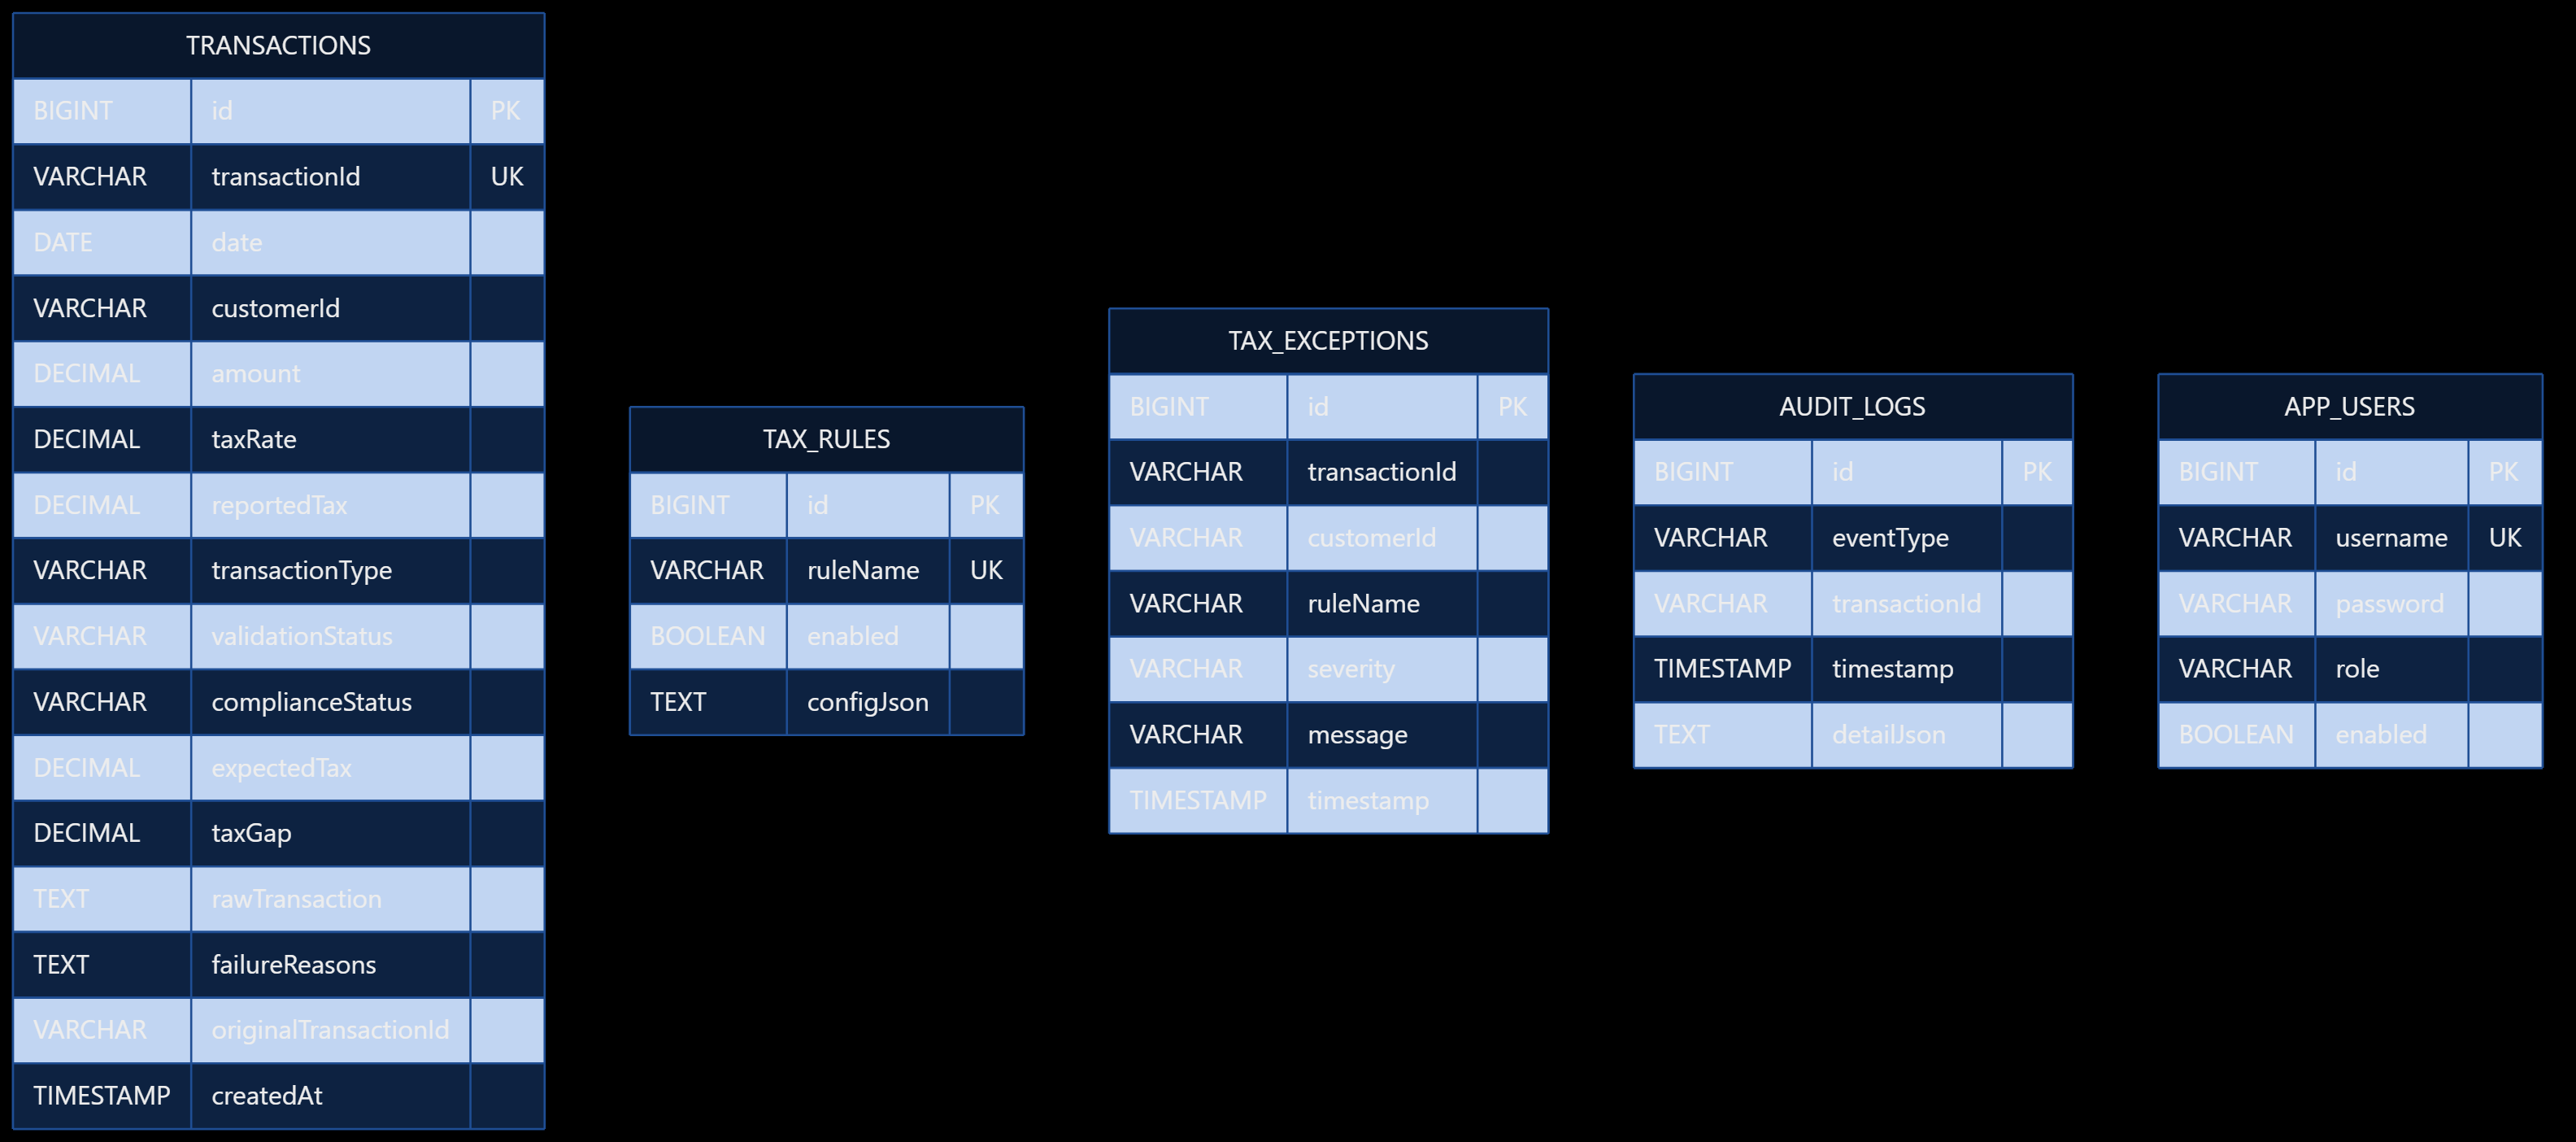 TRANSACTIONS
BIGINT id PK
VARCHAR transactionId UK
DATE date
VARCHAR customerId
DECIMAL amount
DECIMAL taxRate
DECIMAL reportedTax
VARCHAR transactionType
VARCHAR validationStatus
VARCHAR complianceStatus
DECIMAL expectedTax
DECIMAL taxGap
TEXT rawTransaction
TEXT failureReasons
VARCHAR originalTransactionId
TIMESTAMP createdAt
TAX_RULES
BIGINT id PK
VARCHAR ruleName UK
BOOLEAN enabled
TEXT configJson
TAX_EXCEPTIONS
BIGINT id PK
VARCHAR transactionId
VARCHAR customerId
VARCHAR ruleName
VARCHAR severity
VARCHAR message
TIMESTAMP timestamp
AUDIT_LOGS
BIGINT id PK
VARCHAR eventType
VARCHAR transactionId
TIMESTAMP timestamp
TEXT detailJson
APP_USERS
BIGINT id PK
VARCHAR username UK
VARCHAR password
VARCHAR role
BOOLEAN enabled